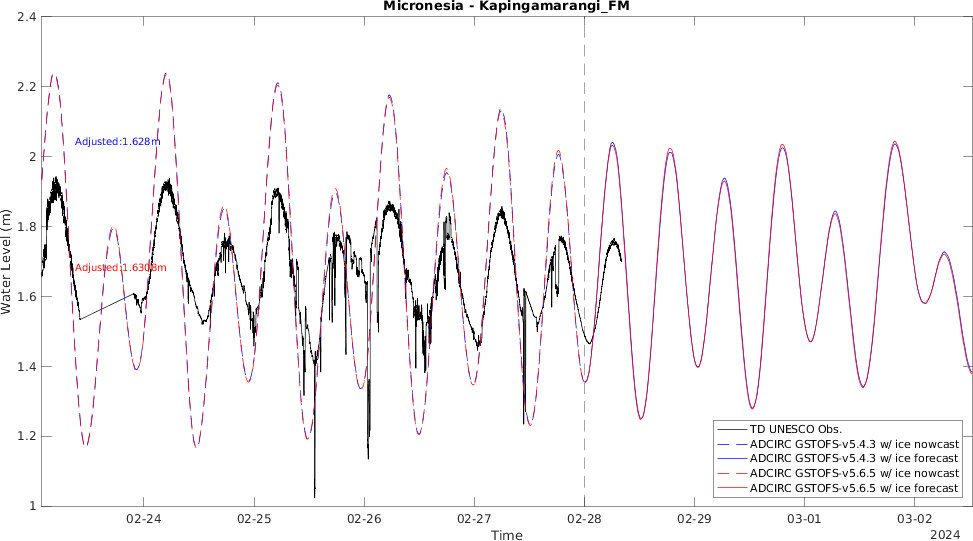 Micronesia - Kapingamarangi_FM
2.4
2.2
2
1.8
1.6
1.4
1.2
1
Water Level (m)
Adjusted:1.628m
Adjusted:1.6308m
TD UNESCO Obs.
ADCIRC GSTOFS-v5.4.3 w/ ice nowcast
ADCIRC GSTOFS-v5.4.3 w/ ice forecast
ADCIRC GSTOFS-v5.6.5 w/ ice nowcast
ADCIRC GSTOFS-v5.6.5 w/ ice forecast
02-24 02-25 02-26 02-27 02-28 02-29 03-01 03-02
Time
2024